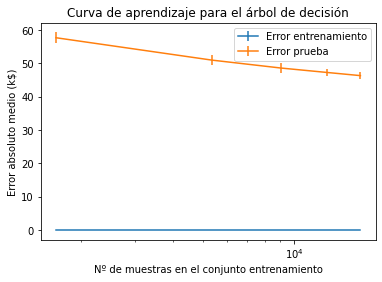 Curva de aprendizaje para el árbol de decisión
Error entrenamiento
Error prueba
Error absoluto medio (k$)
60
50
40
30
20
10
0
10⁴
Nº de muestras en el conjunto entrenamiento